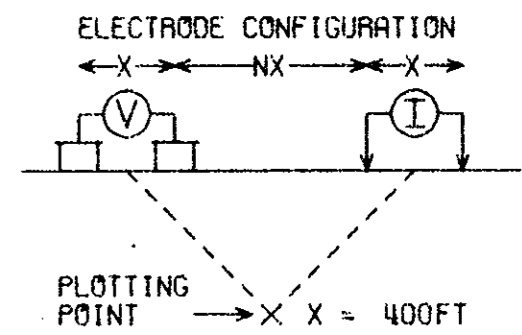 ELECTRODE CONFIGURATION
X NX X
V I
PLOTTING
POINT X X = 400FT